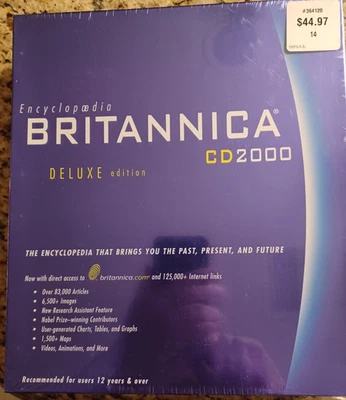 #364120
$44.97
14
Encyclopædia
BRITANNICA®
CD2000
DELUXE edition
THE ENCYCLOPEDIA THAT BRINGS YOU THE PAST, PRESENT, AND FUTURE
Now with direct access to britannica.com and 125,000+ Internet links
• Over 83,000 Articles
• 6,500+ Images
• New Research Assistant Feature
• Nobel Prize–winning Contributors
• User-generated Charts, Tables, and Graphs
• 1,500+ Maps
• Videos, Animations, and More
Recommended for users 12 years & over